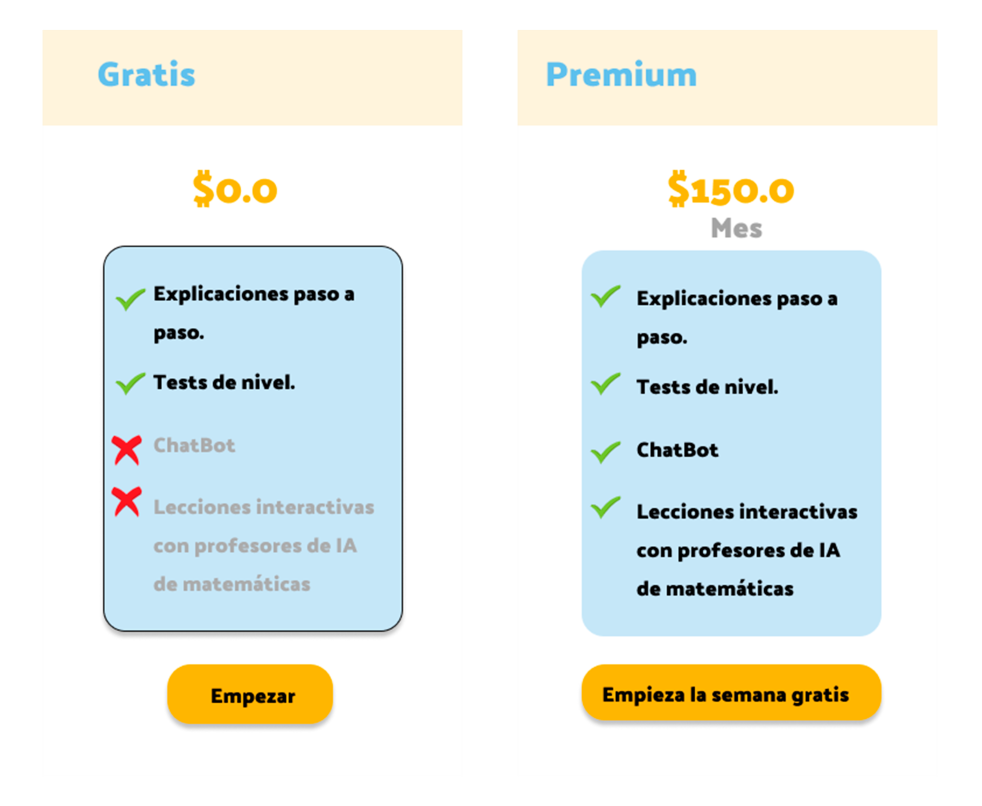 Gratis
$0.0
Explicaciones paso a
paso.
Tests de nivel.
ChatBot
Lecciones interactivas
con profesores de IA
de matemáticas
Empezar
Premium
$150.0
Mes
Explicaciones paso a
paso.
Tests de nivel.
ChatBot
Lecciones interactivas
con profesores de IA
de matemáticas
Empieza la semana gratis